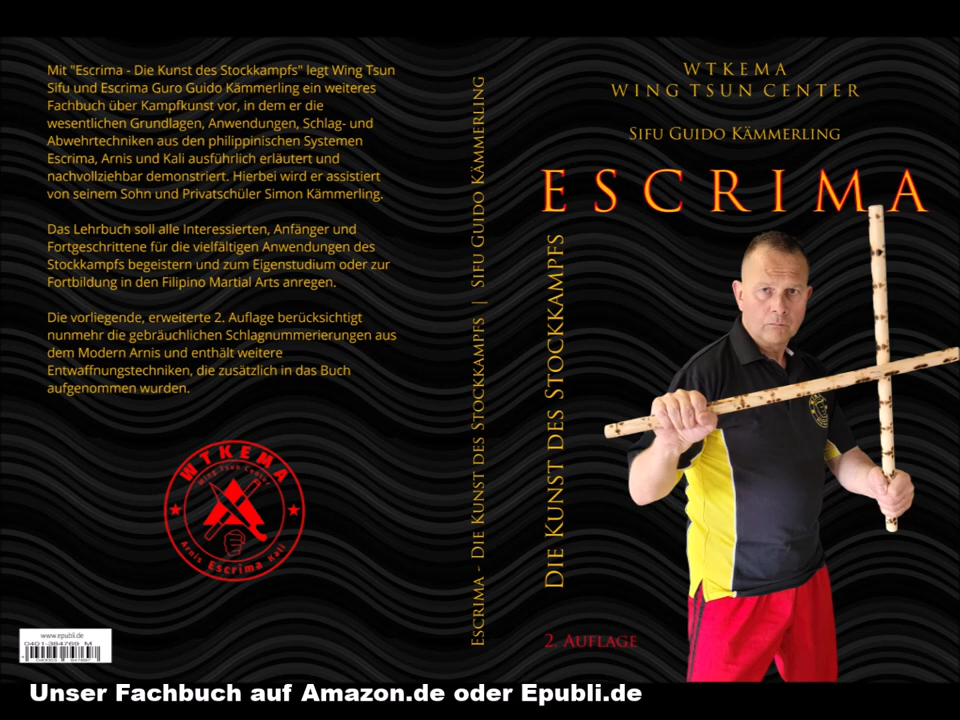 Mit "Escrima - Die Kunst des Stockkampfs" legt Wing Tsun
Sifu und Escrima Guro Guido Kämmerling ein weiteres
Fachbuch über Kampfkunst vor, in dem er die
wesentlichen Grundlagen, Anwendungen, Schlag- und
Abwehrtechniken aus den philippinischen Systemen
Escrima, Arnis und Kali ausführlich erläutert und
nachvollziehbar demonstriert. Hierbei wird er assistiert
von seinem Sohn und Privatschüler Simon Kämmerling.
Das Lehrbuch soll alle Interessierten, Anfänger und
Fortgeschrittene für die vielfältigen Anwendungen des
Stockkampfs begeistern und zum Eigenstudium oder zur
Fortbildung in den Filipino Martial Arts anregen.
Die vorliegende, erweiterte 2. Auflage berücksichtigt
nunmehr die gebräuchlichen Schlagnummerierungen aus
dem Modern Arnis und enthält weitere
Entwaffnungstechniken, die zusätzlich in das Buch
aufgenommen wurden.
WTKEMA
Wing Tsun Center
Arnis Escrima Kali
www.epubli.de
ESCRIMA - DIE KUNST DES STOCKKAMPFS | SIFU GUIDO KÄMMERLING
WTKEMA
WING TSUN CENTER
SIFU GUIDO KÄMMERLING
ESCRIMA
DIE KUNST DES STOCKKAMPFS
2. AUFLAGE
Unser Fachbuch auf Amazon.de oder Epubli.de